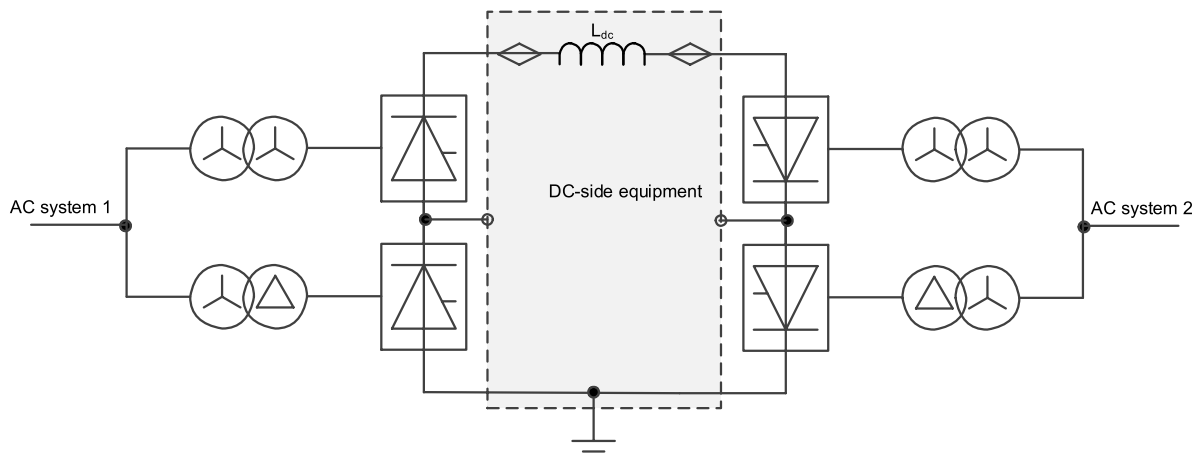 L_dc
DC-side equipment
AC system 1
AC system 2